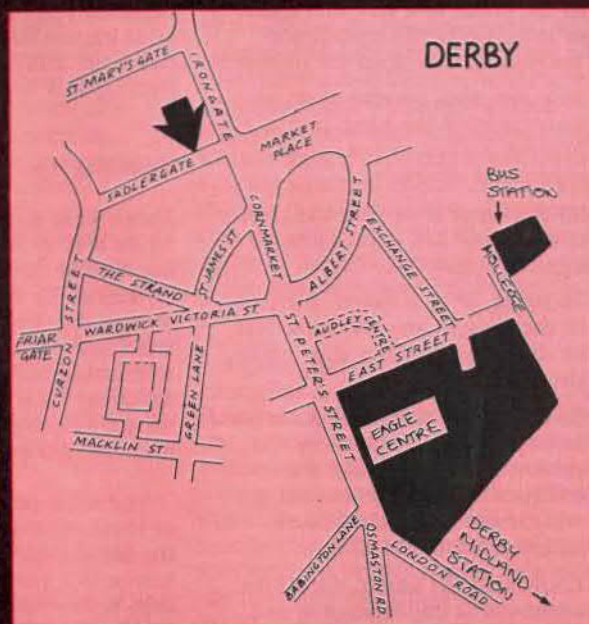 DERBY
ST. MARY'S GATE
IRONGATE
SADLERGATE
MARKET
PLACE
BUS
STATION
CORNMARKET
ALBERT STREET
EXCHANGE STREET
MORLEDGE
ST. JAMES ST.
THE STRAND
CURZON STREET
WARDWICK
VICTORIA ST.
FRIAR
GATE
AUDLEY CENTRE
ST. PETER'S STREET
EAST STREET
GREEN LANE
EAGLE
CENTRE
MACKLIN ST.
BABINGTON LANE
OSMASTON RD.
LONDON ROAD
DERBY
MIDLAND
STATION